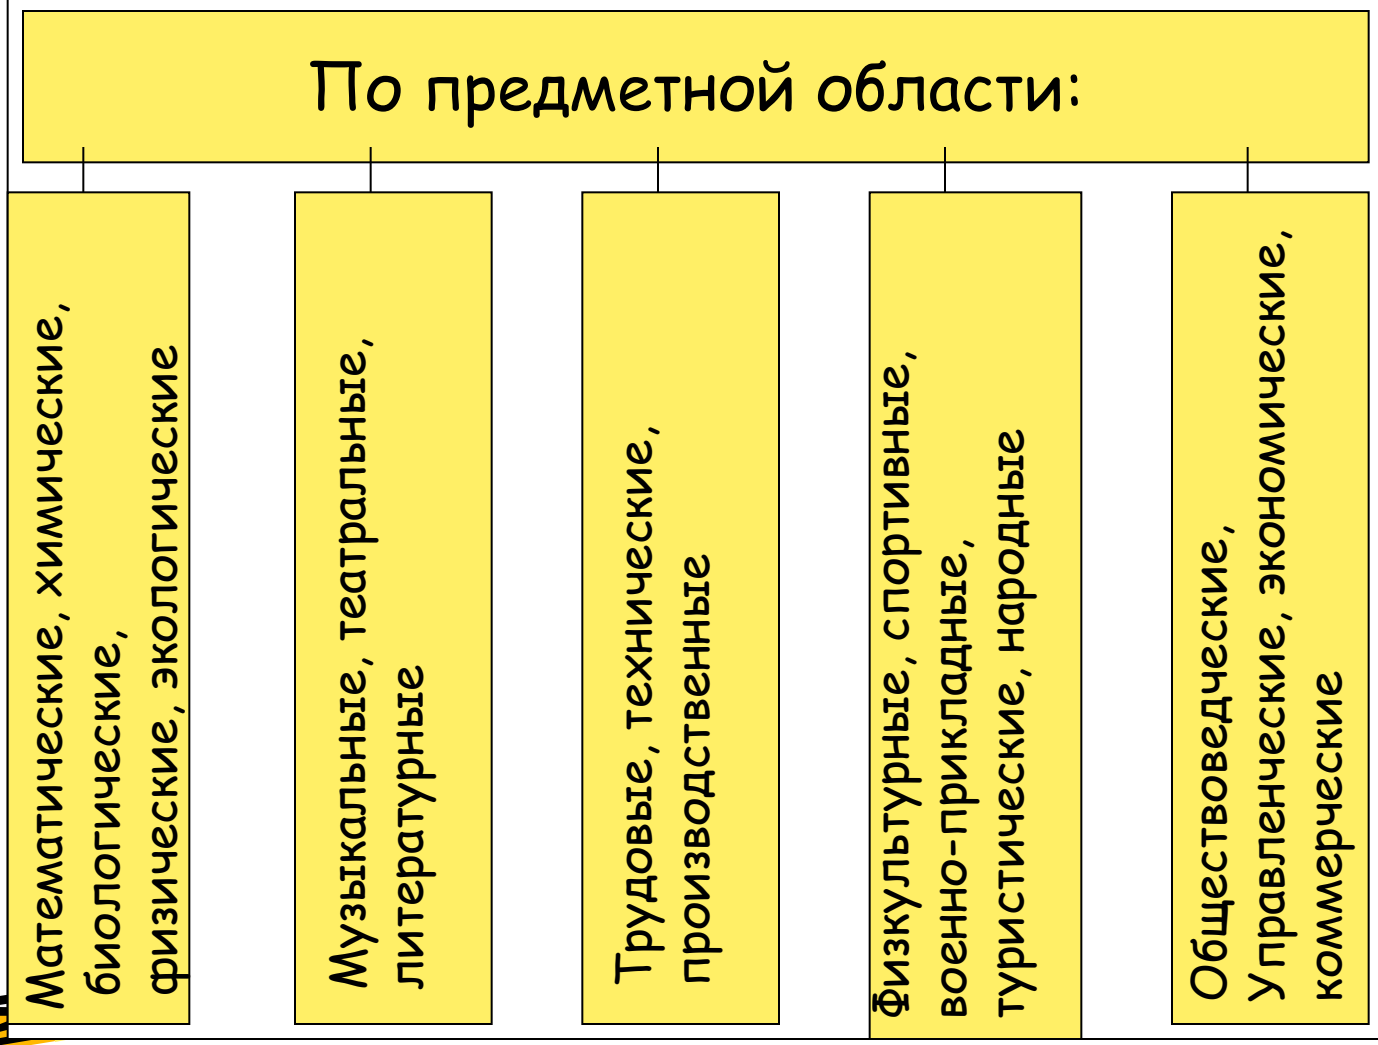 По предметной области:
Математические, химические,
биологические,
физические, экологические
Музыкальные, театральные,
литературные
Трудовые, технические,
производственные
Физкультурные, спортивные,
военно-прикладные,
туристические, народные
Обществоведческие,
Управленческие, экономические,
коммерческие